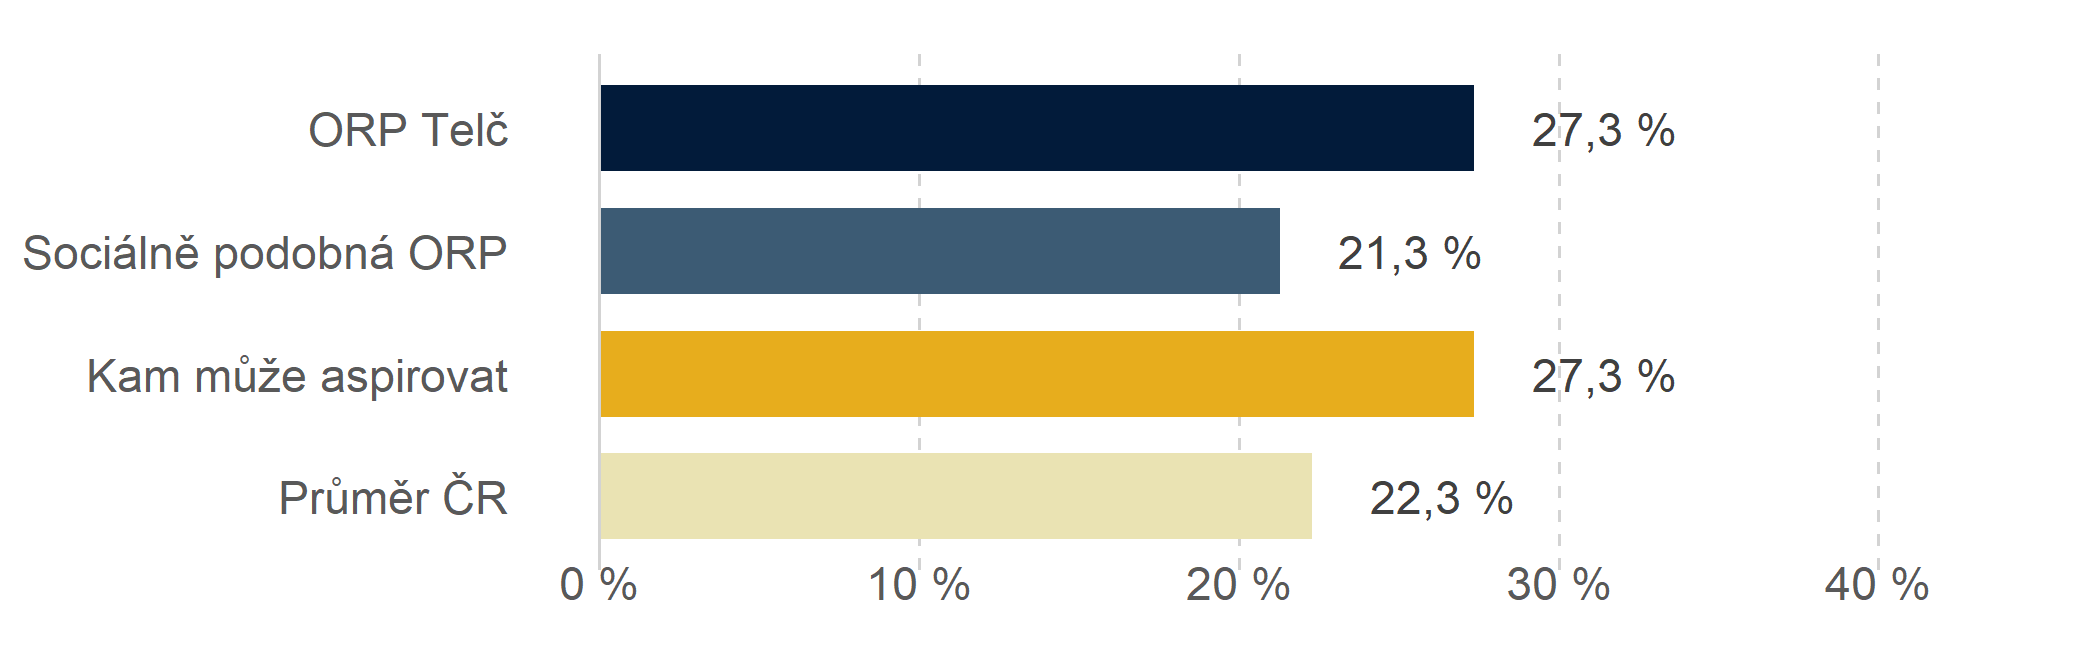 ORP Telč 27,3 %
Sociálně podobná ORP 21,3 %
Kam může aspirovat 27,3 %
Průměr ČR 22,3 %
0 % 10 % 20 % 30 % 40 %